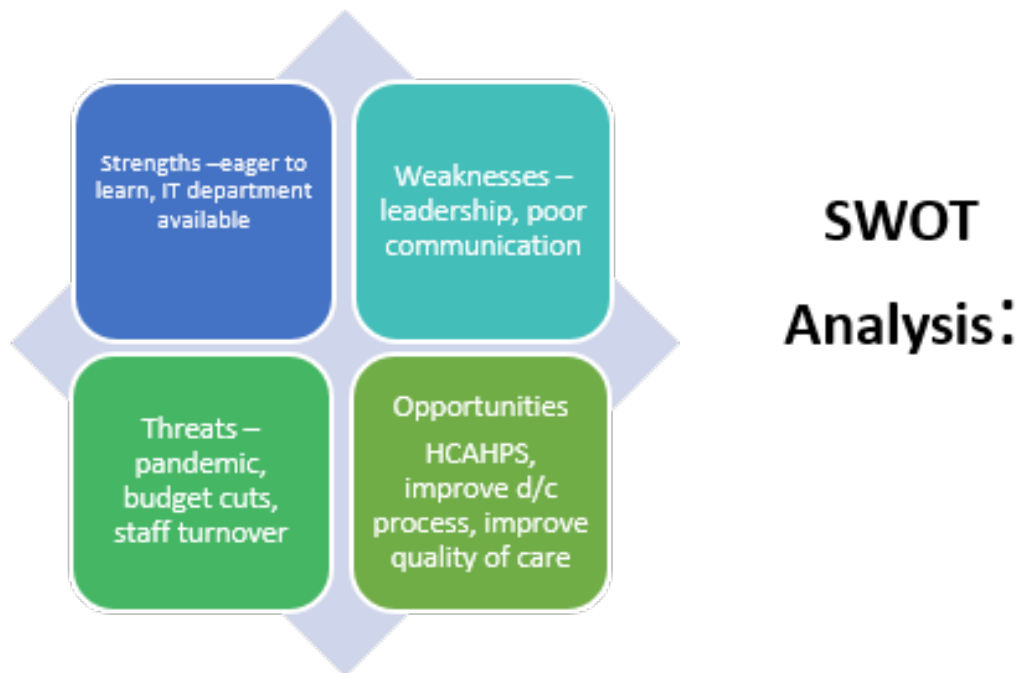 Strengths –eager to
learn, IT department
available
Weaknesses –
leadership, poor
communication
Threats –
pandemic,
budget cuts,
staff turnover
Opportunities
HCAHPS,
improve d/c
process, improve
quality of care
SWOT
Analysis: